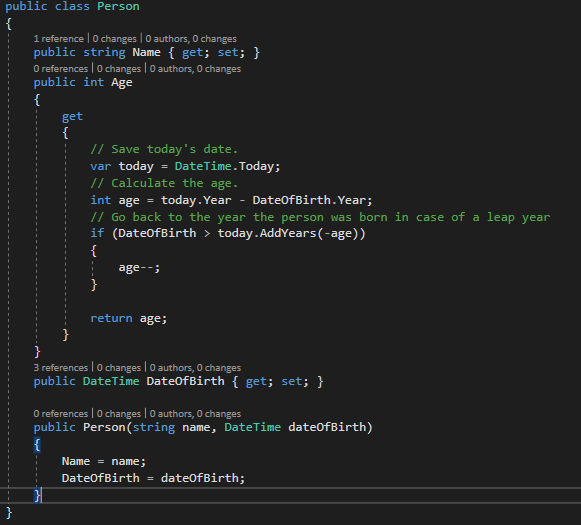 public class Person
{
1 reference | 0 changes | 0 authors, 0 changes
public string Name { get; set; }
0 references | 0 changes | 0 authors, 0 changes
public int Age
{
get
{
// Save today's date.
var today = DateTime.Today;
// Calculate the age.
int age = today.Year - DateOfBirth.Year;
// Go back to the year the person was born in case of a leap year
if (DateOfBirth > today.AddYears(-age))
{
age--;
}
return age;
}
}
3 references | 0 changes | 0 authors, 0 changes
public DateTime DateOfBirth { get; set; }
0 references | 0 changes | 0 authors, 0 changes
public Person(string name, DateTime dateOfBirth)
{
Name = name;
DateOfBirth = dateOfBirth;
}
}